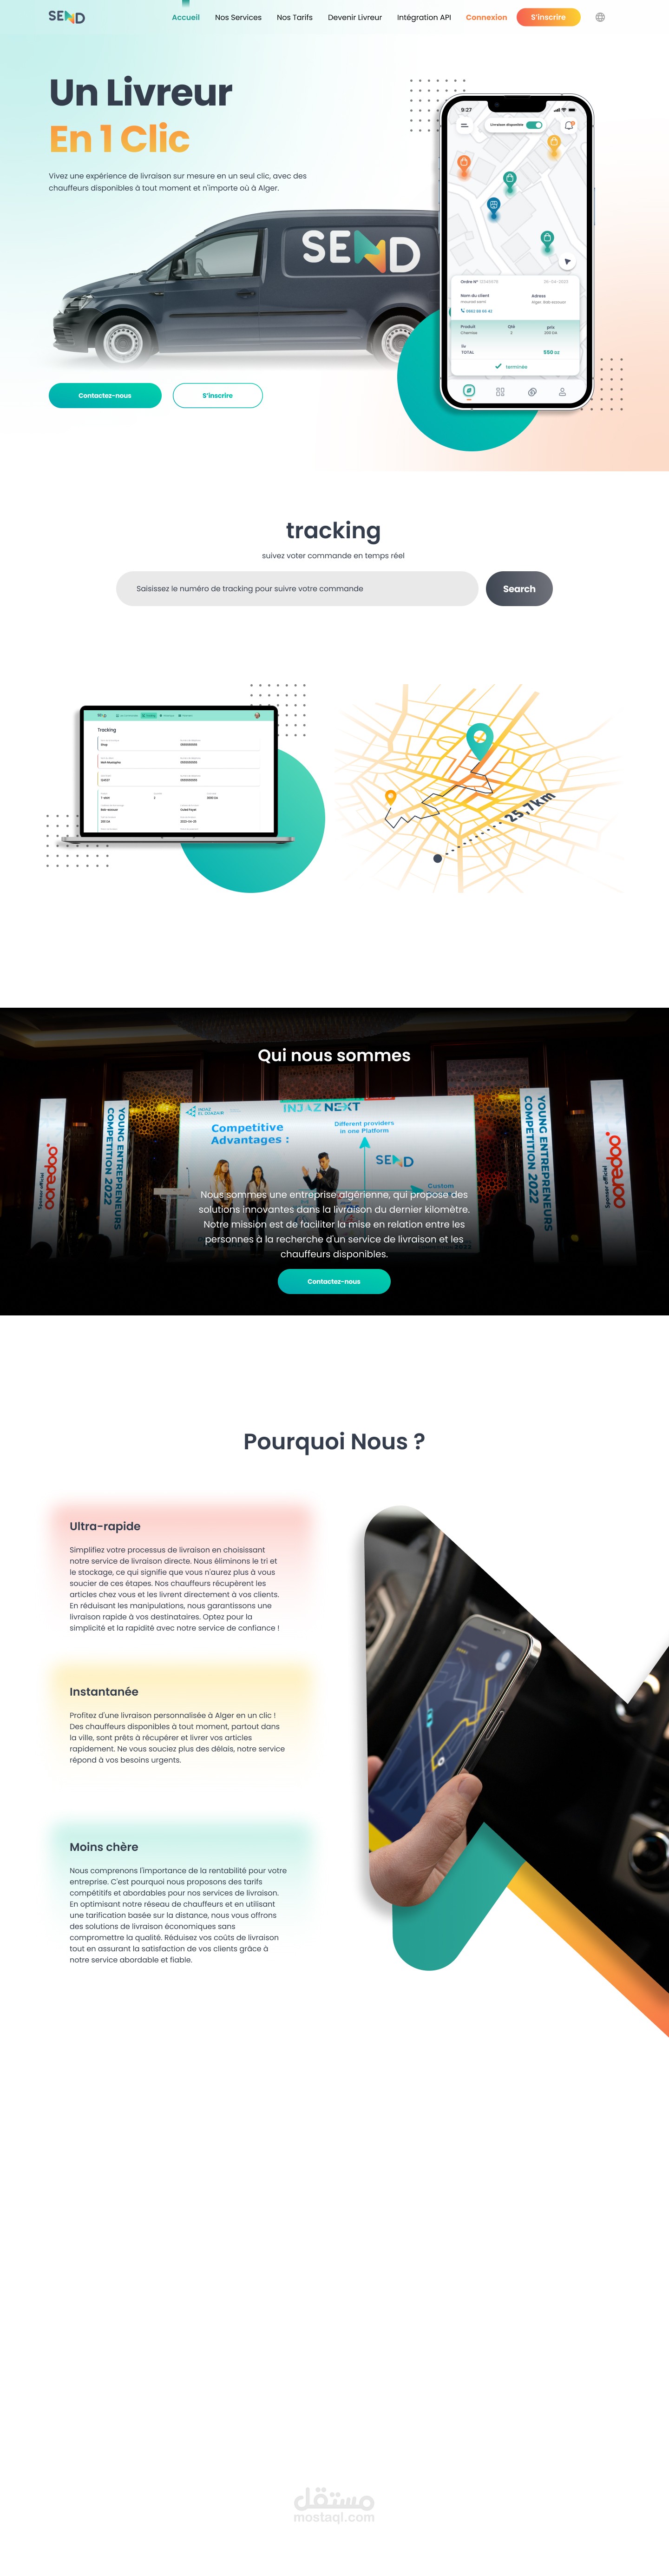 SEND
Accueil
Nos Services
Nos Tarifs
Devenir Livreur
Intégration API
Connexion
S'inscrire
Un Livreur
En 1 Clic
Vivez une expérience de livraison sur mesure en un seul clic, avec des
chauffeurs disponibles à tout moment et n'importe où à Alger.
SEND
9:27
Livraison disponible
Ordre N°
Nom du client
Adresse
Produit
Qté
prix
Chemise
2
TOTAL
550
terminée
Contactez-nous
S'inscrire
tracking
suivez voter commande en temps réel
Saisissez le numéro de tracking pour suivre votre commande
Search
Tracking
25,7km
Qui nous sommes
INJAZ EL DJAZAIR
INJAZ NEXT
Competitive
Advantages :
Different providers
in one Platform
SEND
Custom
YOUNG ENTREPRENEURS
COMPETITION 2022
YOUNG ENTREPRENEURS
COMPETITION 2022
Sponsor officiel
ooredoo
Sponsor officiel
ooredoo
Nous sommes une entreprise algérienne, qui propose des
solutions innovantes dans la livraison du dernier kilomètre.
Notre mission est de faciliter la mise en relation entre les
personnes à la recherche d'un service de livraison et les
chauffeurs disponibles.
Contactez-nous
Pourquoi Nous ?
Ultra-rapide
Simplifiez votre processus de livraison en choisissant
notre service de livraison directe. Nous éliminons le tri et
le stockage, ce qui signifie que vous n'aurez plus à vous
soucier de ces étapes. Nos chauffeurs récupèrent les
articles chez vous et les livrent directement à vos clients.
En réduisant les manipulations, nous garantissons une
livraison rapide à vos destinataires. Optez pour la
simplicité et la rapidité avec notre service de confiance !
Instantanée
Profitez d'une livraison personnalisée à Alger en un clic !
Des chauffeurs disponibles à tout moment, partout dans
la ville, sont prêts à récupérer et livrer vos articles
rapidement. Ne vous souciez plus des délais, notre service
répond à vos besoins urgents.
Moins chère
Nous comprenons l'importance de la rentabilité pour votre
entreprise. C'est pourquoi nous proposons des tarifs
compétitifs et abordables pour nos services de livraison.
En optimisant notre réseau de chauffeurs et en utilisant
une tarification basée sur la distance, nous vous offrons
des solutions de livraison économiques sans
compromettre la qualité. Réduisez vos coûts de livraison
tout en assurant la satisfaction de vos clients grâce à
notre service abordable et fiable.
مستقل
mostaql.com